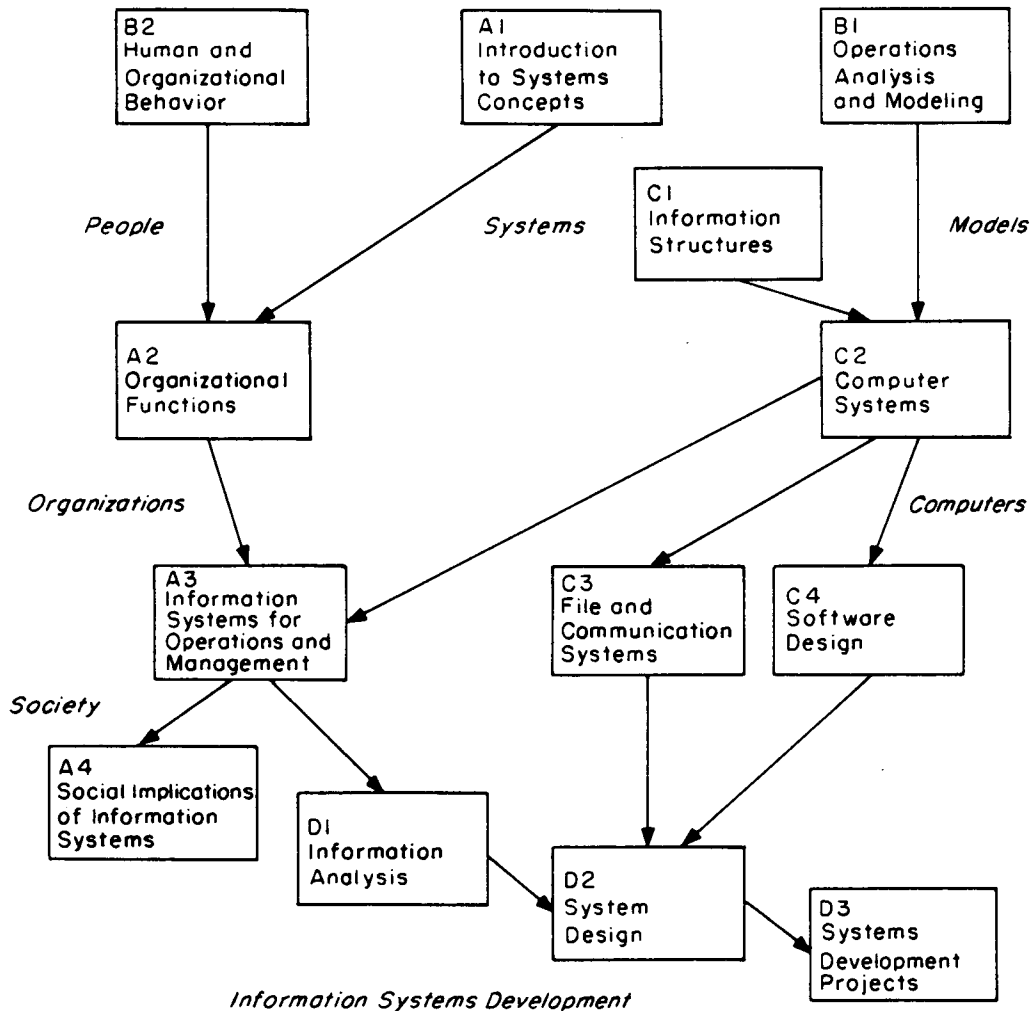 B2
Human and
Organizational
Behavior
A1
Introduction
to Systems
Concepts
B1
Operations
Analysis
and Modeling
C1
Information
Structures
People
Systems
Models
A2
Organizational
Functions
C2
Computer
Systems
Organizations
Computers
A3
Information
Systems for
Operations and
Management
C3
File and
Communication
Systems
C4
Software
Design
Society
A4
Social Implications
of Information
Systems
D1
Information
Analysis
D2
System
Design
D3
Systems
Development
Projects
Information Systems Development